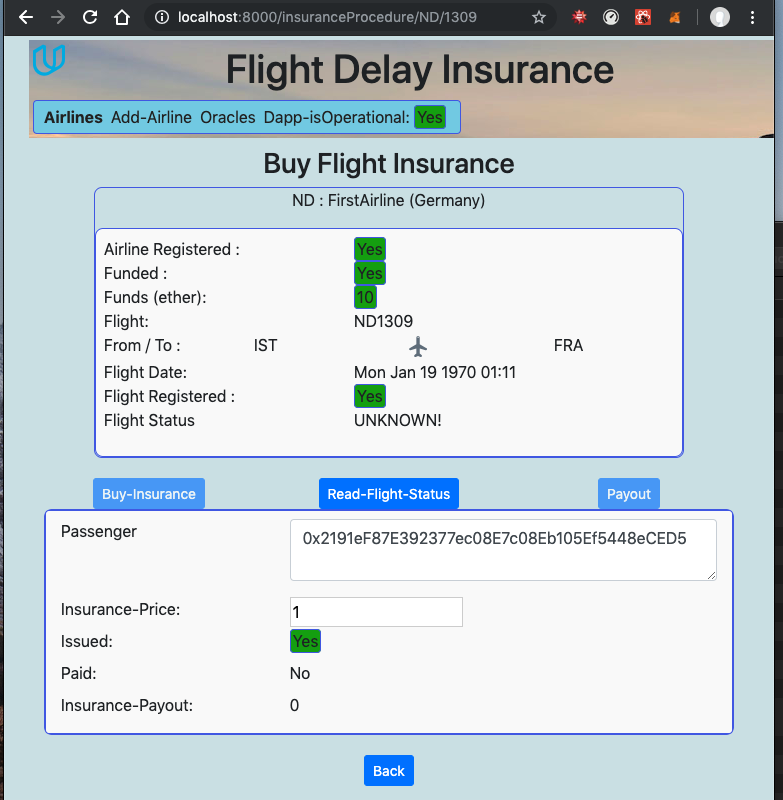 localhost:8000/insuranceProcedure/ND/1309
Flight Delay Insurance
Airlines Add-Airline Oracles Dapp-isOperational: Yes
Buy Flight Insurance
ND : FirstAirline (Germany)
Airline Registered : Yes
Funded : Yes
Funds (ether): 10
Flight: ND1309
From / To : IST FRA
Flight Date: Mon Jan 19 1970 01:11
Flight Registered : Yes
Flight Status UNKNOWN!
Buy-Insurance Read-Flight-Status Payout
Passenger 0x2191eF87E392377ec08E7c08Eb105Ef5448eCED5
Insurance-Price: 1
Issued: Yes
Paid: No
Insurance-Payout: 0
Back